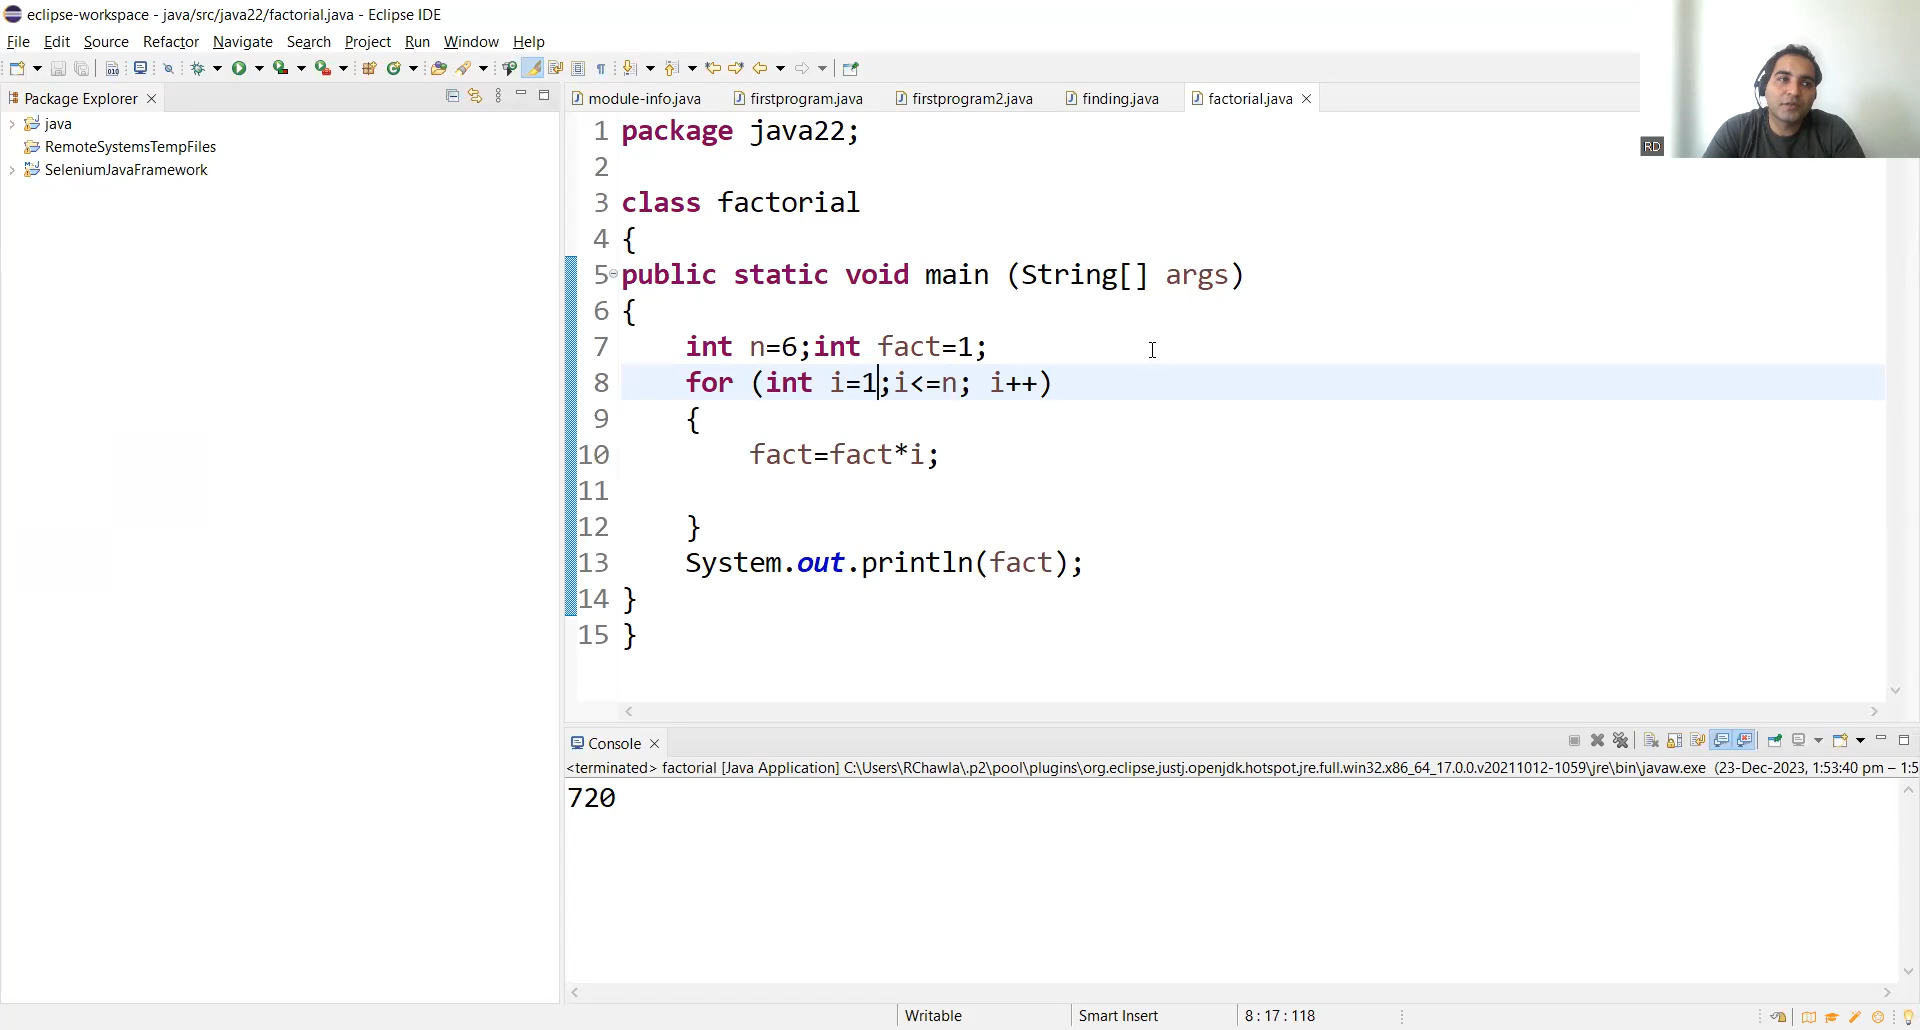 eclipse-workspace - java/src/java22/factorial.java - Eclipse IDE
File Edit Source Refactor Navigate Search Project Run Window Help
Package Explorer
java
RemoteSystemsTempFiles
SeleniumJavaFramework
module-info.java firstprogram.java firstprogram2.java finding.java factorial.java
RD
1 package java22;
2
3 class factorial
4 {
5 public static void main (String[] args)
6 {
7 int n=6;int fact=1;
8 for (int i=1;i<=n; i++)
9 {
10 fact=fact*i;
11
12 }
13 System.out.println(fact);
14 }
15 }
Console
<terminated> factorial [Java Application] C:\Users\RChawla\.p2\pool\plugins\org.eclipse.justj.openjdk.hotspot.jre.full.win32.x86_64_17.0.0.v20211012-1059\jre\bin\javaw.exe (23-Dec-2023, 1:53:40 pm – 1:5
720
Writable Smart Insert 8 : 17 : 118